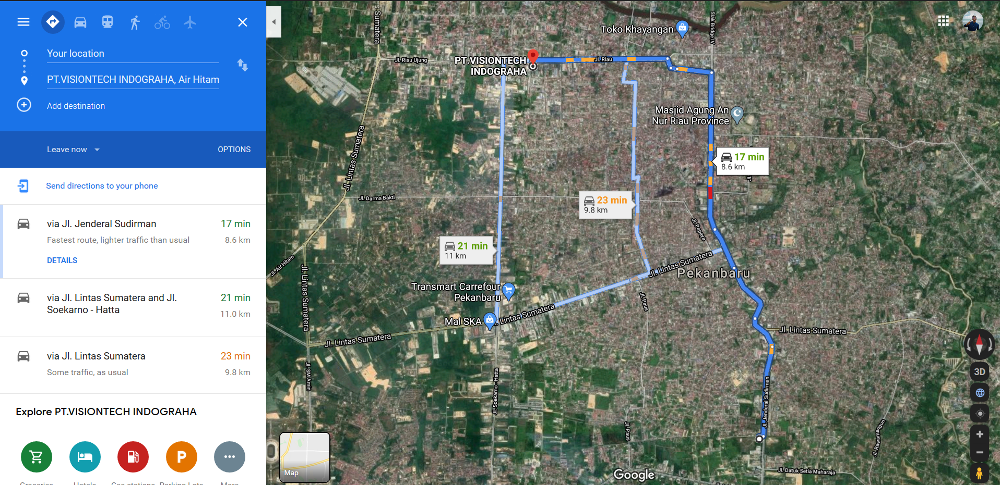 Your location
PT.VISIONTECH INDOGRAHA, Air Hitam
Add destination
Leave now
OPTIONS
Send directions to your phone
via Jl. Jenderal Sudirman
17 min
Fastest route, lighter traffic than usual
8.6 km
DETAILS
via Jl. Lintas Sumatera and Jl.
Soekarno - Hatta
21 min
11.0 km
via Jl. Lintas Sumatera
23 min
Some traffic, as usual
9.8 km
Explore PT.VISIONTECH INDOGRAHA
P
Groceries
Hotels
Gas stations
Parking Lots
More
Sumatera
Toko Khayangan
Siak Bridge IV
Jl. Riau Ujung
PT.VISIONTECH
INDOGRAHA
Jl. Riau
Masjid Agung An
Nur Riau Province
Jl. Lintas Sumatera
17 min
8.6 km
Jl. Darma Bakti
23 min
9.8 km
Jl. Pepaya
21 min
11 km
Jl. Air Hitam
Jl. Lintas Sumatera
Jl. Lintas Sumatera
Pekanbaru
Transmart Carrefour
Pekanbaru
Jl. Paus
Mal SKA
Lintas Sumatera
Jl. Lintas Sumatera
Jl. Lintas Sumatera
Jl. SM Amin
Jl. Soekarno - Hatta
Jl. Jenderal Sudirman
3D
Jl. Paus
Jl. Rawamangun
Map
Google
Jl. Datuk Setia Maharaja